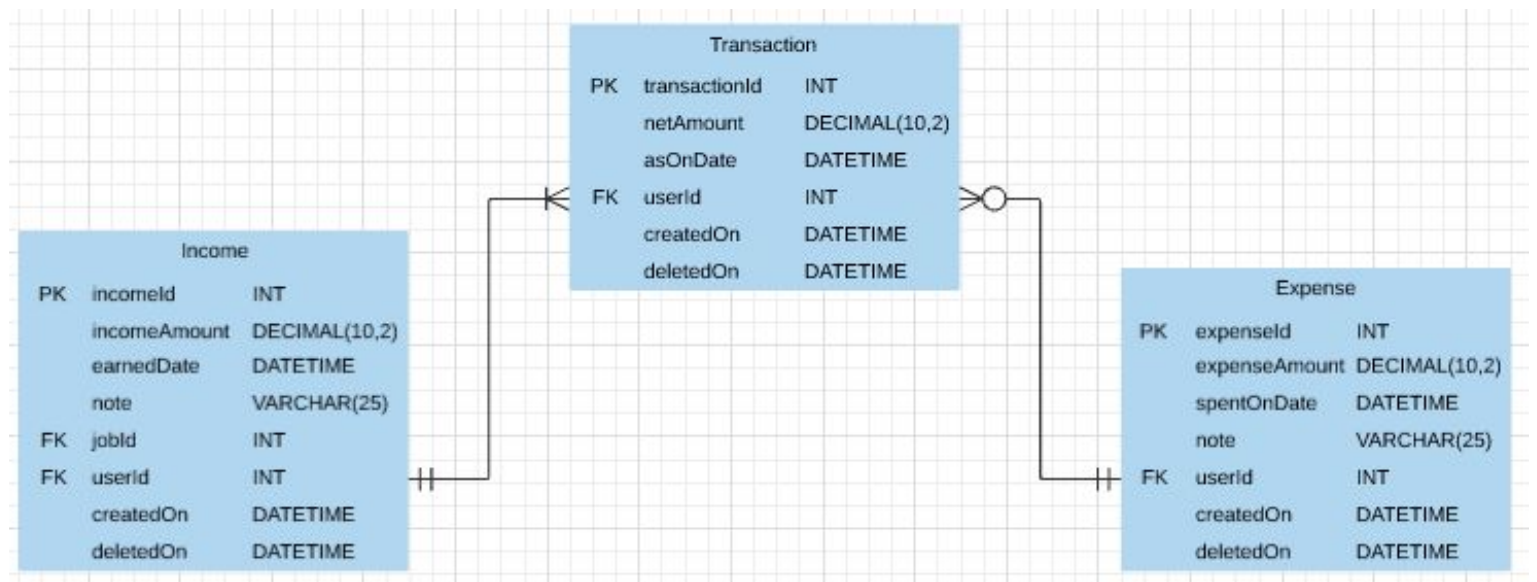 Transaction
PK transactionId INT
netAmount DECIMAL(10,2)
asOnDate DATETIME
FK userId INT
createdOn DATETIME
deletedOn DATETIME
Income
PK incomeId INT
incomeAmount DECIMAL(10,2)
earnedDate DATETIME
note VARCHAR(25)
FK jobId INT
FK userId INT
createdOn DATETIME
deletedOn DATETIME
Expense
PK expenseId INT
expenseAmount DECIMAL(10,2)
spentOnDate DATETIME
note VARCHAR(25)
FK userId INT
createdOn DATETIME
deletedOn DATETIME